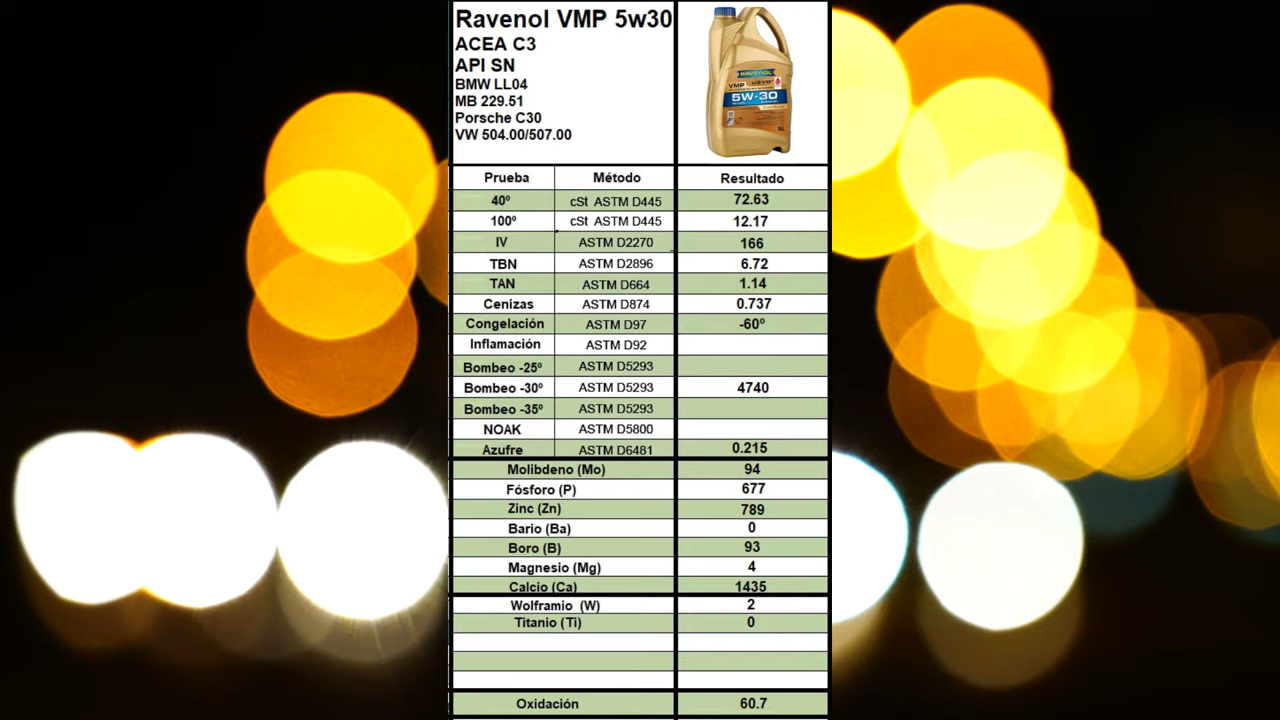 Ravenol VMP 5w30
ACEA C3
API SN
BMW LL04
MB 229.51
Porsche C30
VW 504.00/507.00
RAVENOL
VMP
5W-30
5L
Prueba Método Resultado
40º cSt ASTM D445 72.63
100º cSt ASTM D445 12.17
IV ASTM D2270 166
TBN ASTM D2896 6.72
TAN ASTM D664 1.14
Cenizas ASTM D874 0.737
Congelación ASTM D97 -60º
Inflamación ASTM D92
Bombeo -25º ASTM D5293
Bombeo -30º ASTM D5293 4740
Bombeo -35º ASTM D5293
NOAK ASTM D5800
Azufre ASTM D6481 0.215
Molibdeno (Mo) 94
Fósforo (P) 677
Zinc (Zn) 789
Bario (Ba) 0
Boro (B) 93
Magnesio (Mg) 4
Calcio (Ca) 1435
Wolframio (W) 2
Titanio (Ti) 0
Oxidación 60.7